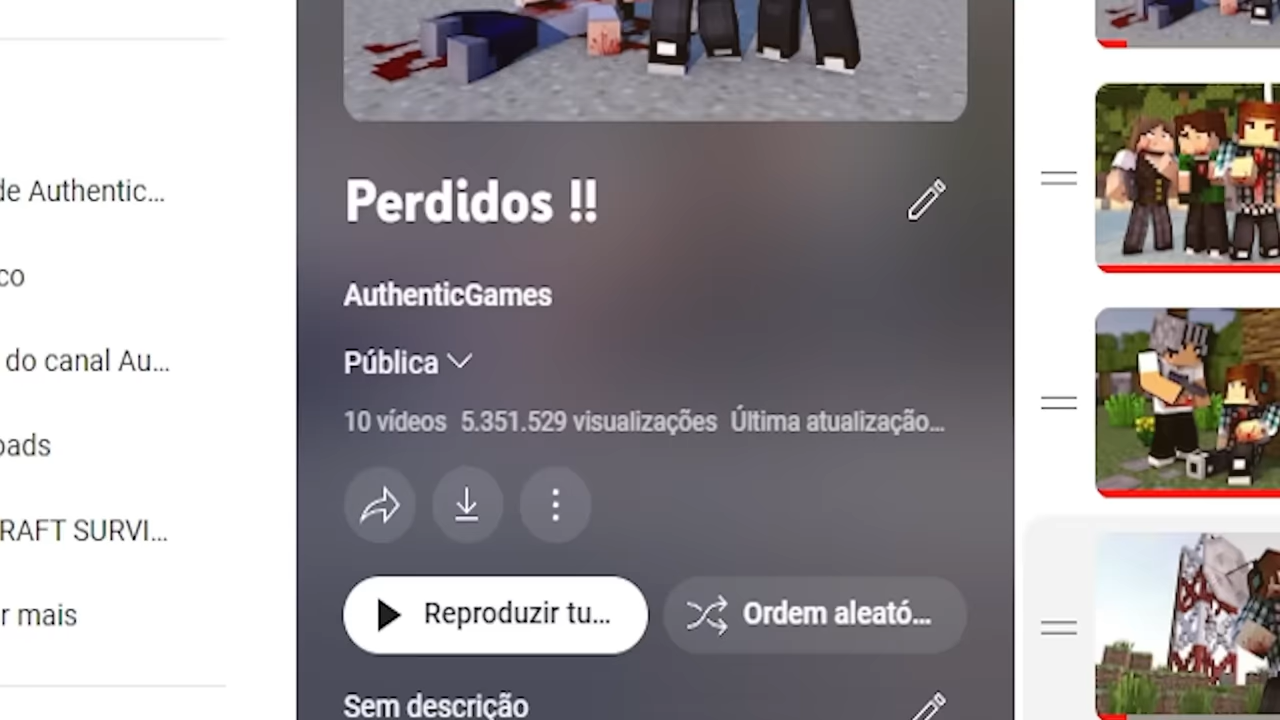 de Authentic...
co
do canal Au...
oads
RAFT SURVI...
r mais
Perdidos !!
AuthenticGames
Pública
10 vídeos 5.351.529 visualizações Última atualização...
Reproduzir tu...
Ordem aleató...
Sem descrição